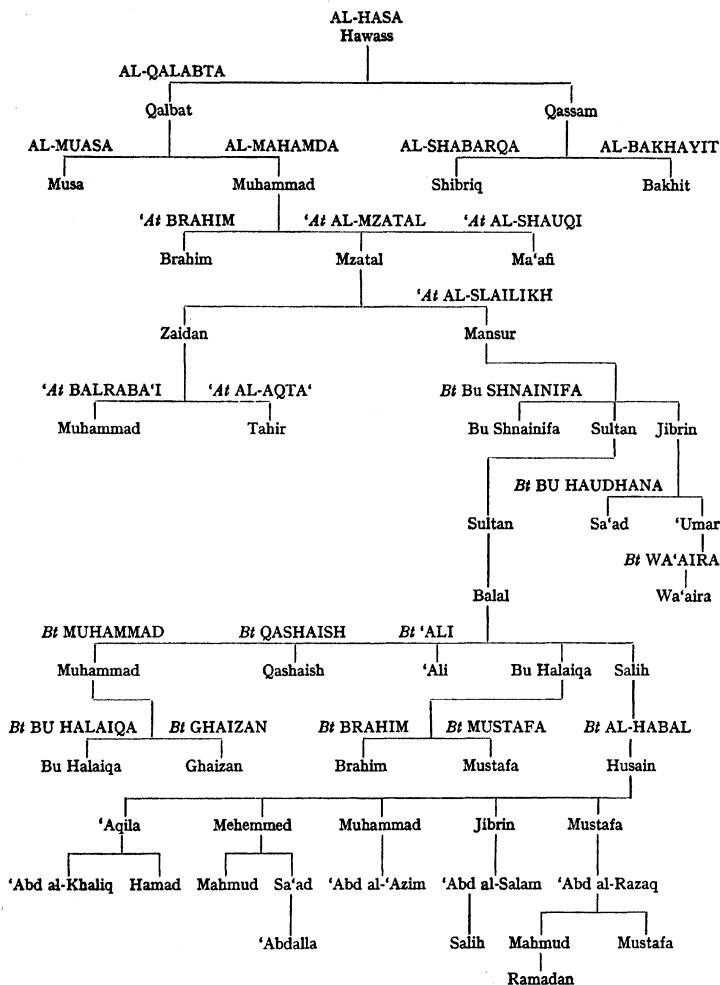 AL-HASA
Hawass
AL-QALABTA
Qalbat Qassam
AL-MUASA AL-MAHAMDA AL-SHABARQA AL-BAKHAYIT
Musa Muhammad Shibriq Bakhit
‘At BRAHIM ‘At AL-MZATAL ‘At AL-SHAUQI
Brahim Mzatal Ma‘afi
‘At AL-SLAILIKH
Zaidan Mansur
‘At BALRABA‘I ‘At AL-AQTA‘ Bt Bu SHNAINIFA
Muhammad Tahir Bu Shnainifa Sultan Jibrin
Bt BU HAUDHANA
Sultan Sa‘ad ‘Umar
Bt WA‘AIRA
Balal Wa‘aira
Bt MUHAMMAD Bt QASHAISH Bt ‘ALI
Muhammad Qashaish ‘Ali Bu Halaiqa Salih
Bt BU HALAIQA Bt GHAIZAN Bt BRAHIM Bt MUSTAFA Bt AL-HABAL
Bu Halaiqa Ghaizan Brahim Mustafa Husain
‘Aqila Mehemmed Muhammad Jibrin Mustafa
‘Abd al-Khaliq Hamad Mahmud Sa‘ad ‘Abd al-‘Azim ‘Abd al-Salam ‘Abd al-Razaq
‘Abdalla Salih Mahmud Mustafa
Ramadan